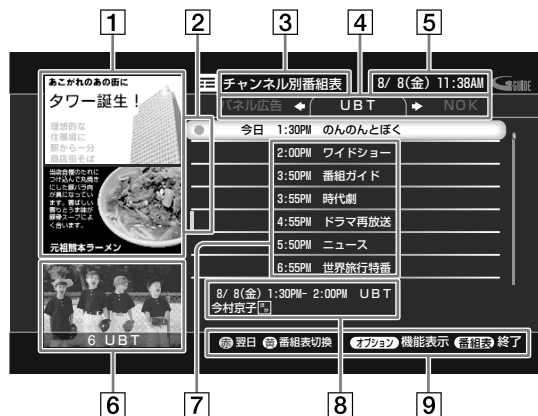 1
2
3
4
5
チャンネル別番組表
8/ 8(金) 11:38AM
GGUIDE
パネル広告
UBT
NOK
あこがれのあの街に
タワー誕生!
理想的な
住環境に
駅から一分
商店街そば
当店自慢のたれに
つけ込んで丸焼き
にした豚バラ肉
が具になってい
ます。香ばしい
香りとうま味が
豚骨スープによ
く合います。
元祖熊本ラーメン
今日 1:30PM のんのんとぼく
2:00PM ワイドショー
3:50PM 番組ガイド
3:55PM 時代劇
4:55PM ドラマ再放送
5:50PM ニュース
6:55PM 世界旅行特番
6 UBT
8/ 8(金) 1:30PM- 2:00PM UBT
今村京子ほか
赤 翌日 黄 番組表切換 オプション 機能表示 番組表 終了
6
7
8
9